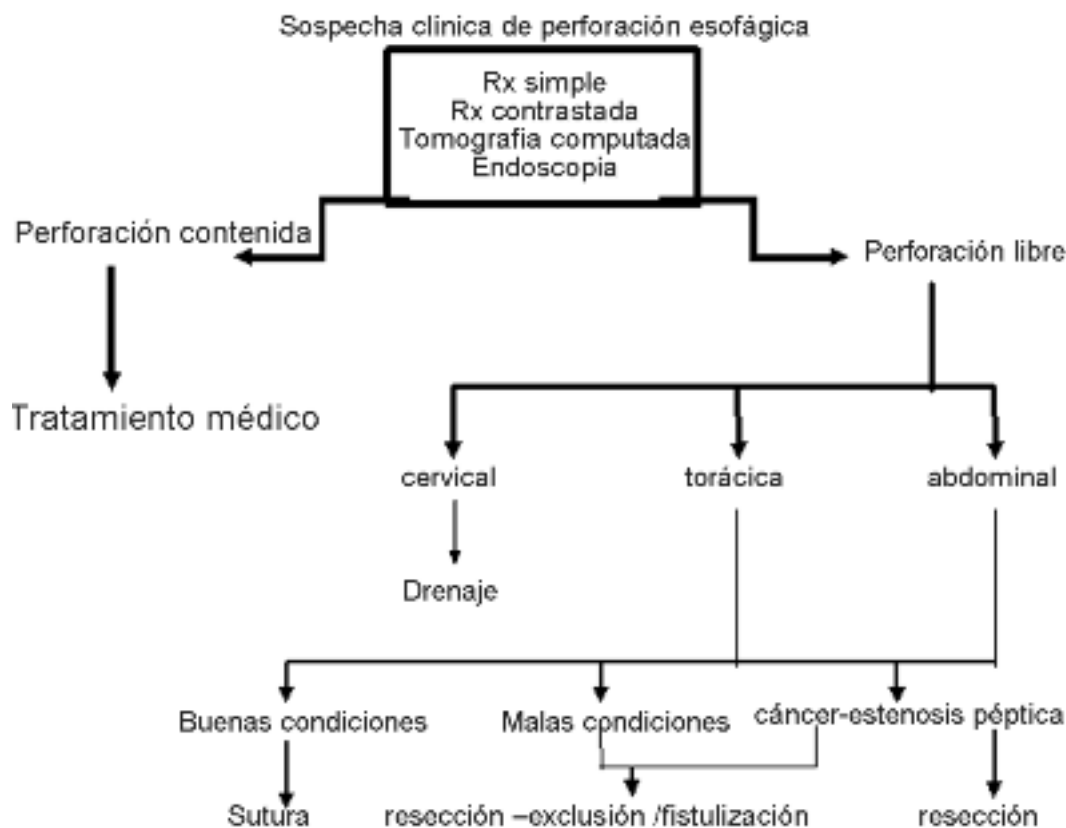 Sospecha clinica de perforación esofágica
Rx simple
Rx contrastada
Tomografia computada
Endoscopia
Perforación contenida
Perforación libre
Tratamiento médico
cervical
torácica
abdominal
Drenaje
Buenas condiciones
Malas condiciones
cáncer-estenosis péptica
Sutura
resección –exclusión /fistulización
resección